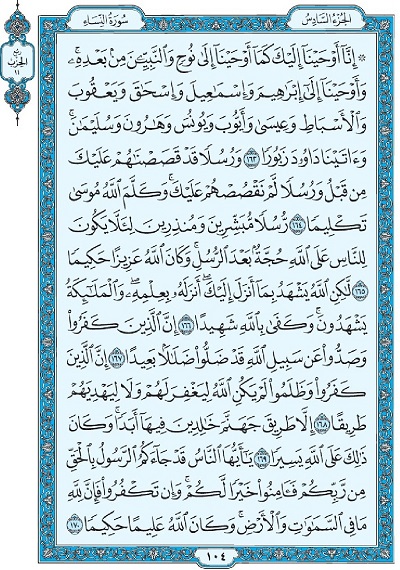 الجزء السادس
سورة النساء
ربع
الحزب
١١
۞ إِنَّآ أَوْحَيْنَآ إِلَيْكَ كَمَآ أَوْحَيْنَآ إِلَىٰ نُوحٍ وَٱلنَّبِيِّـۧنَ مِنۢ بَعْدِهِۦۚ
وَأَوْحَيْنَآ إِلَىٰٓ إِبْرَٰهِيمَ وَإِسْمَٰعِيلَ وَإِسْحَٰقَ وَيَعْقُوبَ
وَٱلْأَسْبَاطِ وَعِيسَىٰ وَأَيُّوبَ وَيُونُسَ وَهَٰرُونَ وَسُلَيْمَٰنَۚ
وَءَاتَيْنَا دَاوُۥدَ زَبُورًا ١٦٣ وَرُسُلًا قَدْ قَصَصْنَٰهُمْ عَلَيْكَ
مِن قَبْلُ وَرُسُلًا لَّمْ نَقْصُصْهُمْ عَلَيْكَۚ وَكَلَّمَ ٱللَّهُ مُوسَىٰ
تَكْلِيمًا ١٦٤ رُّسُلًا مُّبَشِّرِينَ وَمُنذِرِينَ لِئَلَّا يَكُونَ
لِلنَّاسِ عَلَى ٱللَّهِ حُجَّةٌۢ بَعْدَ ٱلرُّسُلِۚ وَكَانَ ٱللَّهُ عَزِيزًا حَكِيمًا
١٦٥ لَّٰكِنِ ٱللَّهُ يَشْهَدُ بِمَآ أَنزَلَ إِلَيْكَۖ أَنزَلَهُۥ بِعِلْمِهِۦۖ وَٱلْمَلَٰٓئِكَةُ
يَشْهَدُونَۚ وَكَفَىٰ بِٱللَّهِ شَهِيدًا ١٦٦ إِنَّ ٱلَّذِينَ كَفَرُوا۟
وَصَدُّوا۟ عَن سَبِيلِ ٱللَّهِ قَدْ ضَلُّوا۟ ضَلَٰلًۢا بَعِيدًا ١٦٧ إِنَّ ٱلَّذِينَ
كَفَرُوا۟ وَظَلَمُوا۟ لَمْ يَكُنِ ٱللَّهُ لِيَغْفِرَ لَهُمْ وَلَا لِيَهْدِيَهُمْ
طَرِيقًا ١٦٨ إِلَّا طَرِيقَ جَهَنَّمَ خَٰلِدِينَ فِيهَآ أَبَدًاۚ وَكَانَ
ذَٰلِكَ عَلَى ٱللَّهِ يَسِيرًا ١٦٩ يَٰٓأَيُّهَا ٱلنَّاسُ قَدْ جَآءَكُمُ ٱلرَّسُولُ بِٱلْحَقِّ
مِن رَّبِّكُمْ فَـَٔامِنُوا۟ خَيْرًا لَّكُمْۚ وَإِن تَكْفُرُوا۟ فَإِنَّ لِلَّهِ
مَا فِى ٱلسَّمَٰوَٰتِ وَٱلْأَرْضِۚ وَكَانَ ٱللَّهُ عَلِيمًا حَكِيمًا ١٧٠
١٠٤